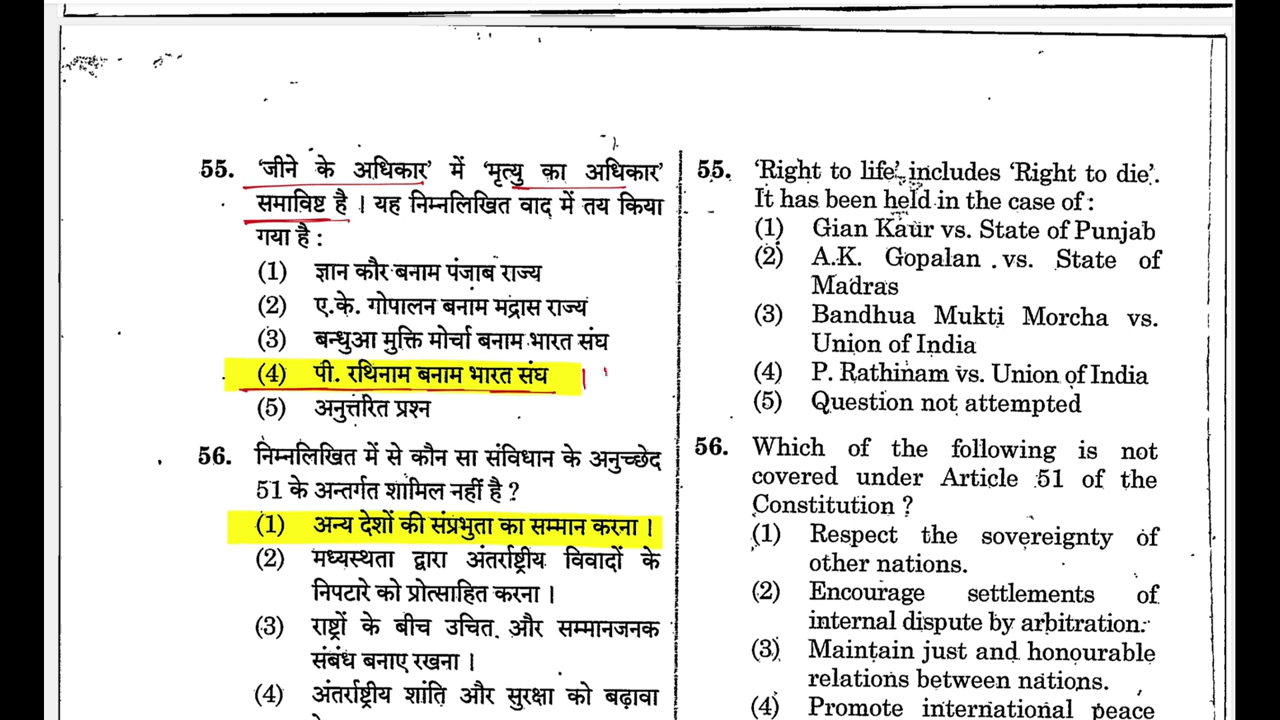 55. 'जीने के अधिकार' में 'मृत्यु का अधिकार'
समाविष्ट है । यह निम्नलिखित वाद में तय किया
गया है :
(1) ज्ञान कौर बनाम पंजाब राज्य
(2) ए.के. गोपालन बनाम मद्रास राज्य
(3) बन्धुआ मुक्ति मोर्चा बनाम भारत संघ
(4) पी. रथिनाम बनाम भारत संघ ।
(5) अनुत्तरित प्रश्न
56. निम्नलिखित में से कौन सा संविधान के अनुच्छेद
51 के अन्तर्गत शामिल नहीं है ?
(1) अन्य देशों की संप्रभुता का सम्मान करना ।
(2) मध्यस्थता द्वारा अंतर्राष्ट्रीय विवादों के
निपटारे को प्रोत्साहित करना ।
(3) राष्ट्रों के बीच उचित और सम्मानजनक
संबंध बनाए रखना ।
(4) अंतर्राष्ट्रीय शांति और सुरक्षा को बढ़ावा
55. 'Right to life' includes 'Right to die'.
It has been held in the case of :
(1) Gian Kaur vs. State of Punjab
(2) A.K. Gopalan vs. State of
Madras
(3) Bandhua Mukti Morcha vs.
Union of India
(4) P. Rathinam vs. Union of India
(5) Question not attempted
56. Which of the following is not
covered under Article 51 of the
Constitution ?
(1) Respect the sovereignty of
other nations.
(2) Encourage settlements of
internal dispute by arbitration.
(3) Maintain just and honourable
relations between nations.
(4) Promote international peace